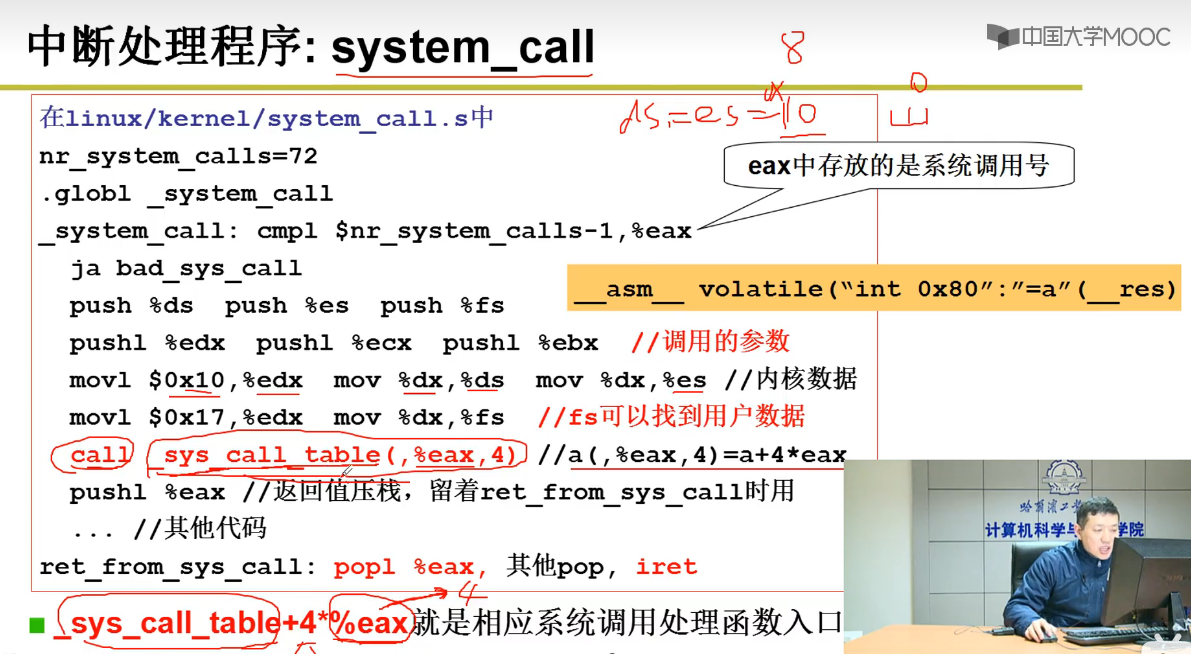 中断处理程序: system_call
中国大学MOOC
8
ds=es=0x10
0
在linux/kernel/system_call.s中
nr_system_calls=72
.globl _system_call
eax中存放的是系统调用号
_system_call: cmpl $nr_system_calls-1,%eax
ja bad_sys_call
__asm__ volatile(“int 0x80”:”=a”(__res)
push %ds push %es push %fs
pushl %edx pushl %ecx pushl %ebx //调用的参数
movl $0x10,%edx mov %dx,%ds mov %dx,%es //内核数据
movl $0x17,%edx mov %dx,%fs //fs可以找到用户数据
call _sys_call_table(,%eax,4) //a(,%eax,4)=a+4*eax
pushl %eax //返回值压栈，留着ret_from_sys_call时用
... //其他代码
哈尔滨工业
计算机科学与
学院
ret_from_sys_call: popl %eax, 其他pop, iret
4
_sys_call_table+4*%eax就是相应系统调用处理函数入口